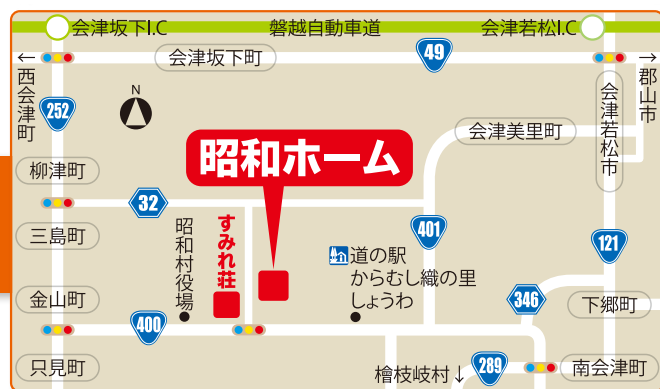 会津坂下I.C
磐越自動車道
会津若松I.C
←
西会津町
会津坂下町
49
→
郡山市
252
N
会津若松市
会津美里町
昭和ホーム
柳津町
32
三島町
昭和村役場
すみれ荘
401
121
道の駅
からむし織の里
しょうわ
金山町
400
346
下郷町
只見町
檜枝岐村↓
289
南会津町